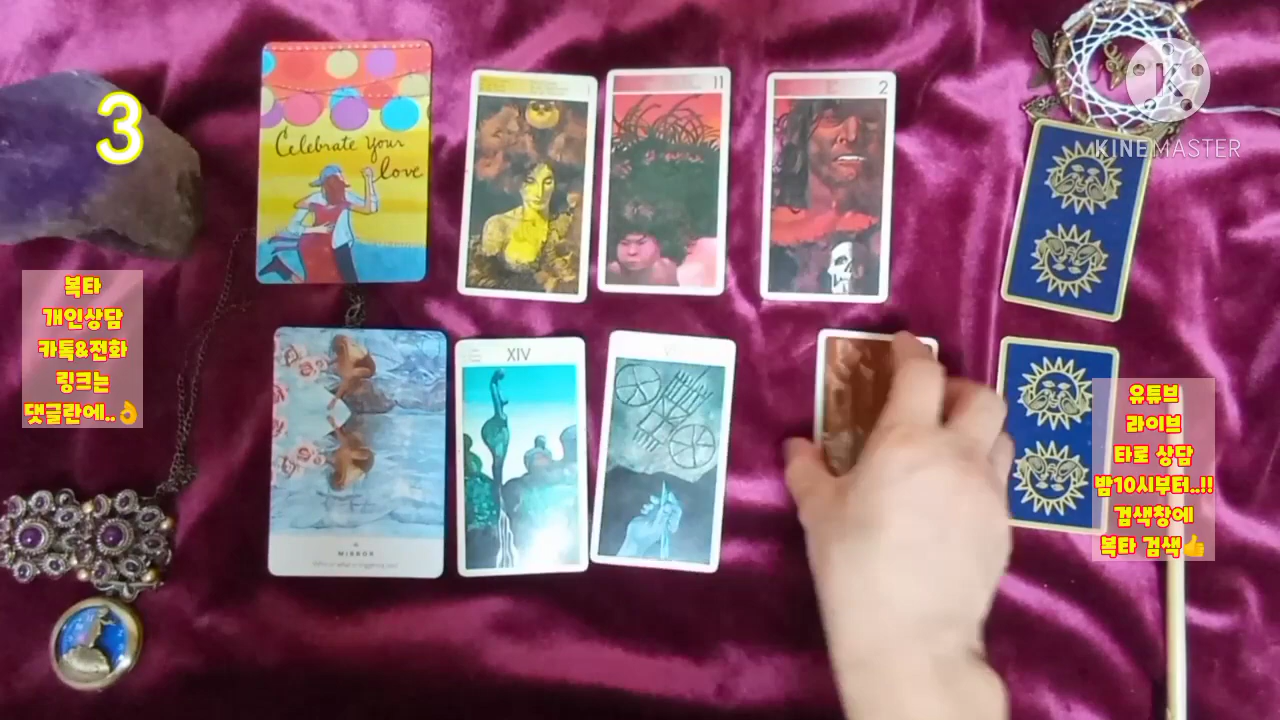 3
Celebrate Your
love
11
2
K
KINEMASTER
복타
개인상담
카톡&전화
링크는
댓글란에..👌
XIV
MIRROR
유튜브
라이브
타로 상담
밤10시부터..!!
검색창에
복타 검색👍